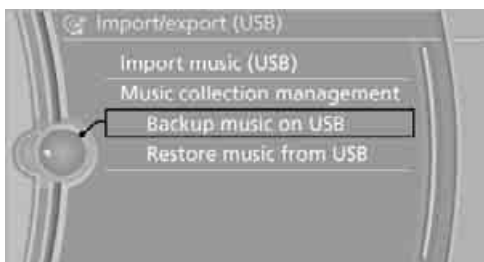 Import/export (USB)
Import music (USB)
Music collection management
Backup music on USB
Restore music from USB